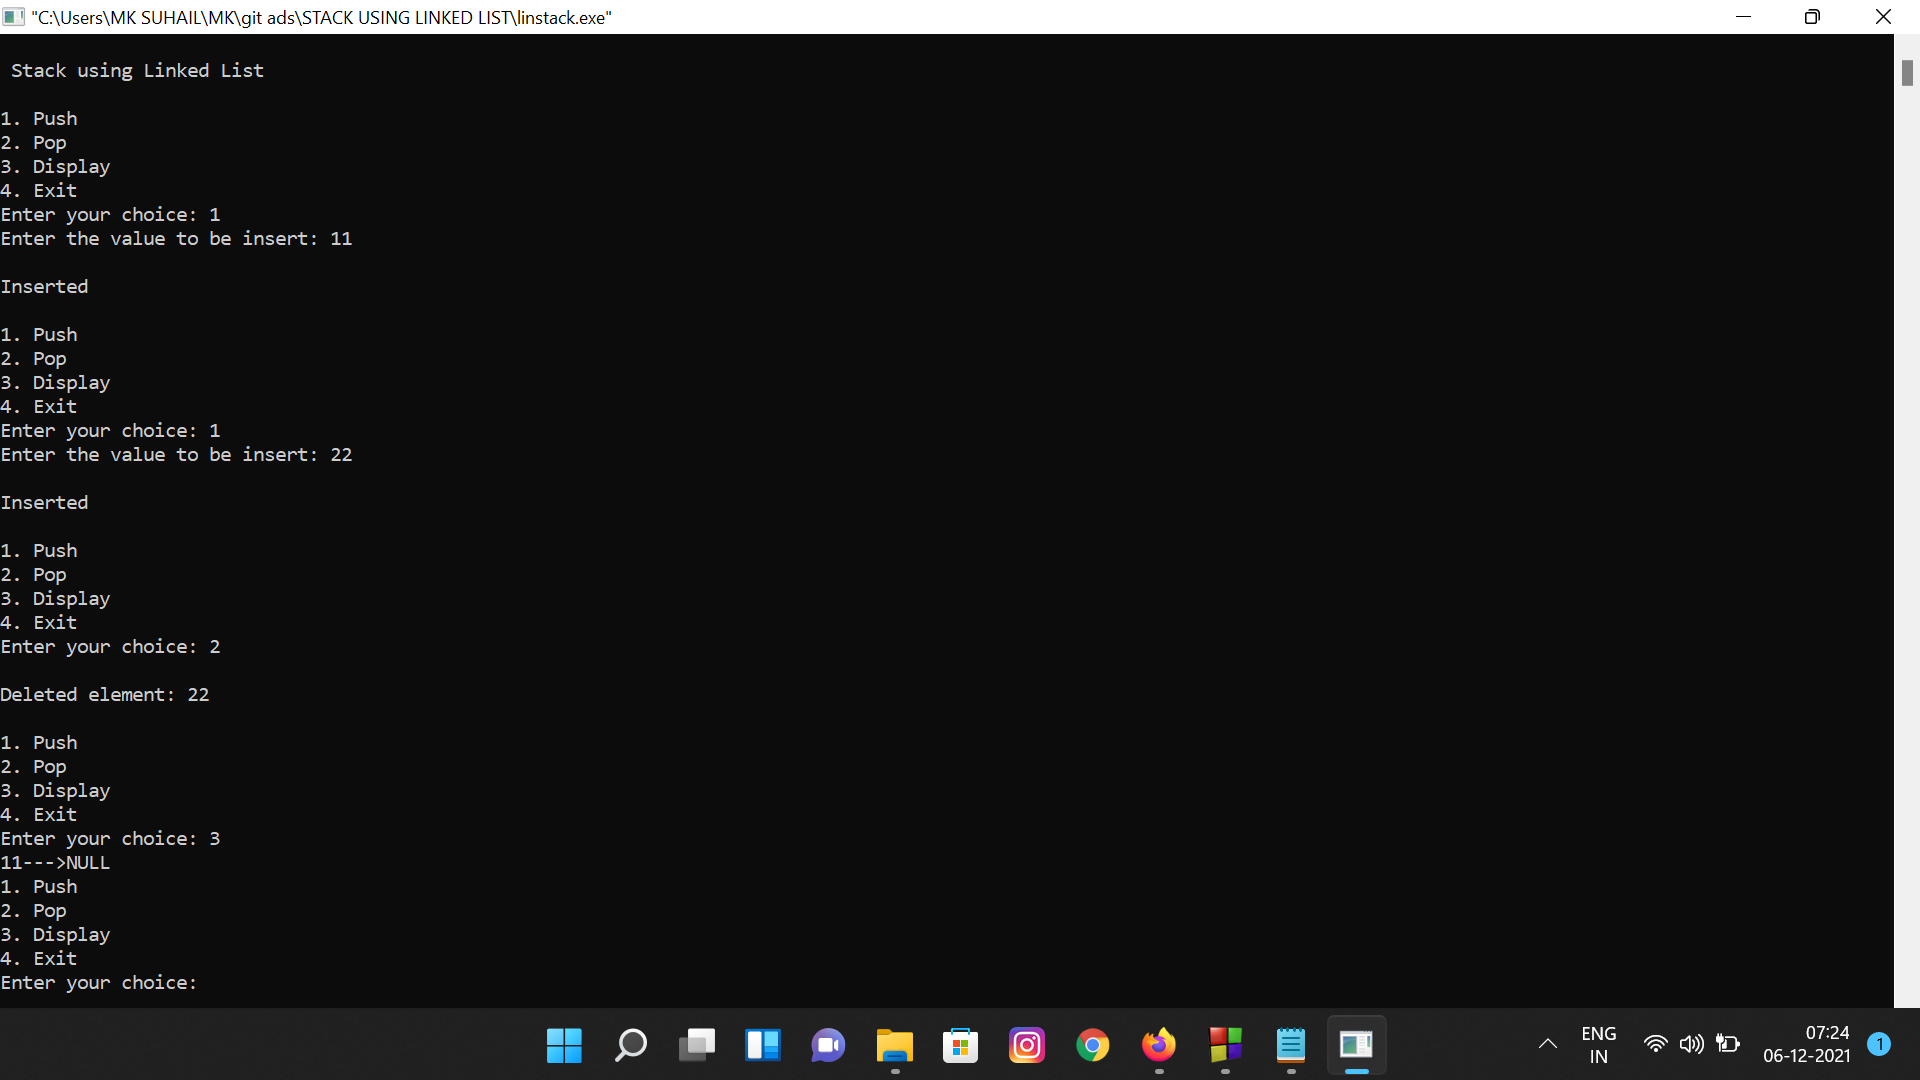 "C:\Users\MK SUHAIL\MK\git ads\STACK USING LINKED LIST\linstack.exe"
Stack using Linked List
1. Push
2. Pop
3. Display
4. Exit
Enter your choice: 1
Enter the value to be insert: 11
Inserted
1. Push
2. Pop
3. Display
4. Exit
Enter your choice: 1
Enter the value to be insert: 22
Inserted
1. Push
2. Pop
3. Display
4. Exit
Enter your choice: 2
Deleted element: 22
1. Push
2. Pop
3. Display
4. Exit
Enter your choice: 3
11--->NULL
1. Push
2. Pop
3. Display
4. Exit
Enter your choice:
ENG
IN
07:24
06-12-2021
1